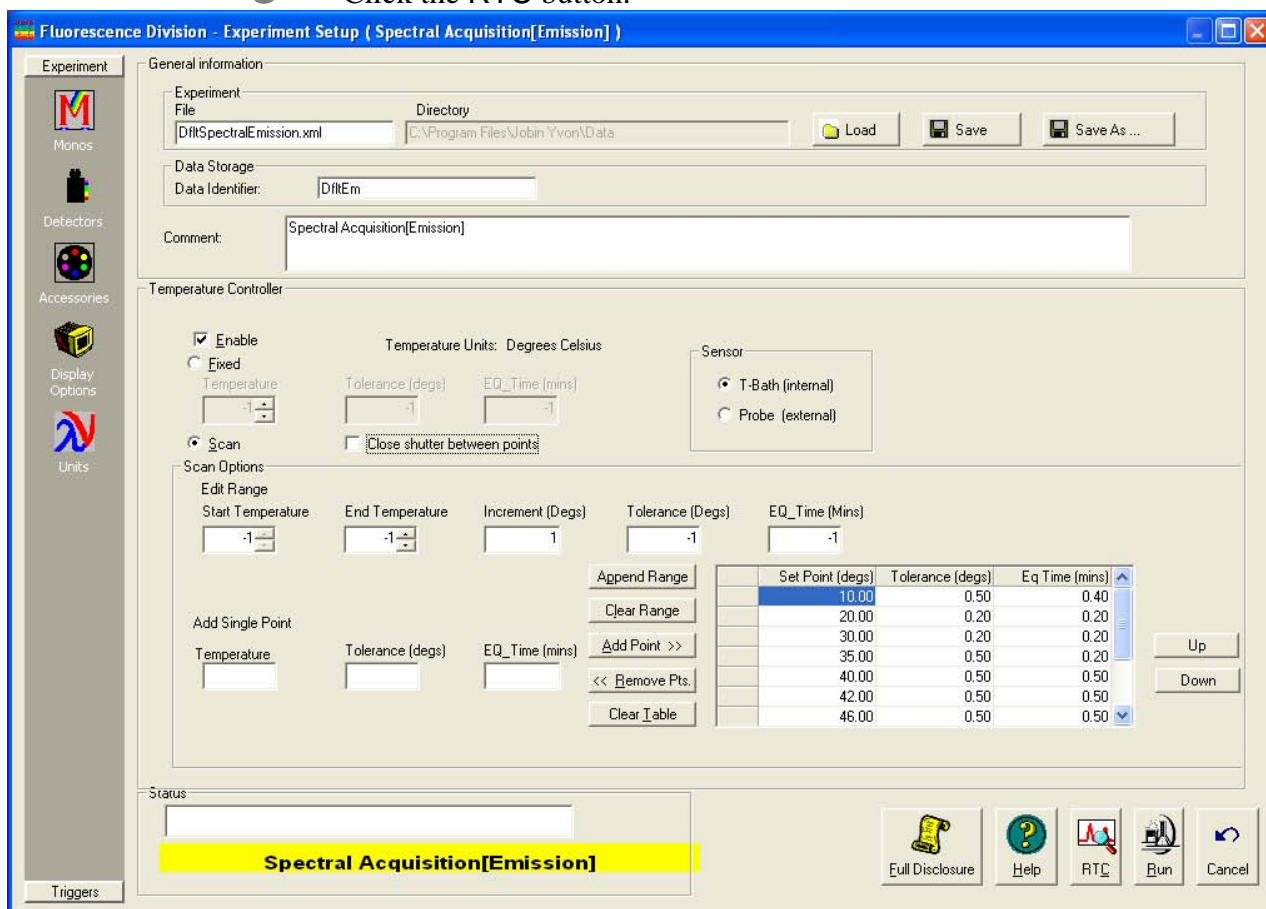 Click the RTC button.
Fluorescence Division - Experiment Setup ( Spectral Acquisition[Emission] )
Experiment
Monos
Detectors
Accessories
Display
Options
Units
Triggers
General information
Experiment
File
Directory
DfltSpectralEmission.xml
C:\Program Files\Jobin Yvon\Data
Load
Save
Save As ...
Data Storage
Data Identifier:
DfltEm
Comment:
Spectral Acquisition[Emission]
Temperature Controller
Enable
Temperature Units: Degrees Celsius
Fixed
Temperature
Tolerance (degs)
EQ_Time (mins)
-1
-1
-1
Sensor
T-Bath (internal)
Probe (external)
Scan
Close shutter between points
Scan Options
Edit Range
Start Temperature
End Temperature
Increment (Degs)
Tolerance (Degs)
EQ_Time (Mins)
-1
-1
1
-1
-1
Add Single Point
Temperature
Tolerance (degs)
EQ_Time (mins)
Append Range
Clear Range
Add Point >>
<< Remove Pts.
Clear Table
Set Point (degs) Tolerance (degs) Eq Time (mins)
10.00 0.50 0.40
20.00 0.20 0.20
30.00 0.20 0.20
35.00 0.50 0.20
40.00 0.50 0.50
42.00 0.50 0.50
46.00 0.50 0.50
Up
Down
Status
Spectral Acquisition[Emission]
Full Disclosure
Help
RTC
Run
Cancel